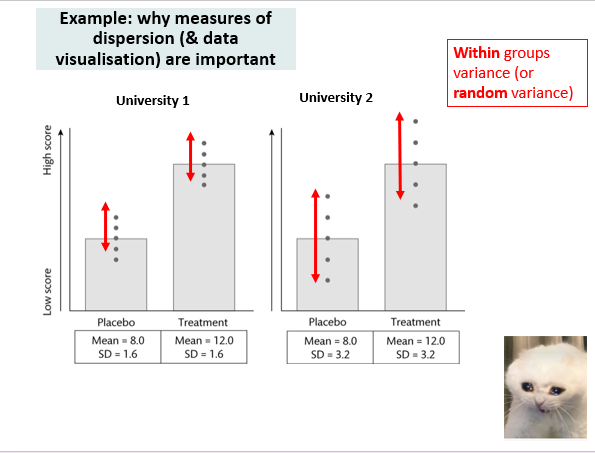 Example: why measures of
dispersion (& data
visualisation) are important
Within groups
variance (or
random variance)
University 1
University 2
High score
Low score
Placebo
Treatment
Mean = 8.0
SD = 1.6
Mean = 12.0
SD = 1.6
Placebo
Treatment
Mean = 8.0
SD = 3.2
Mean = 12.0
SD = 3.2